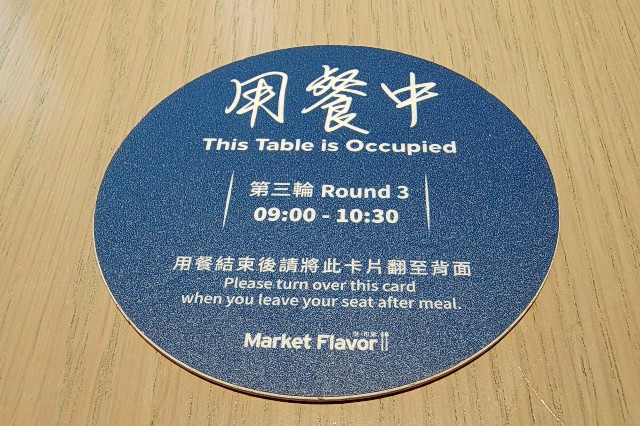 用餐中
This Table is Occupied
第三輪 Round 3
09:00 - 10:30
用餐結束後請將此卡片翻至背面
Please turn over this card
when you leave your seat after meal.
Market Flavor